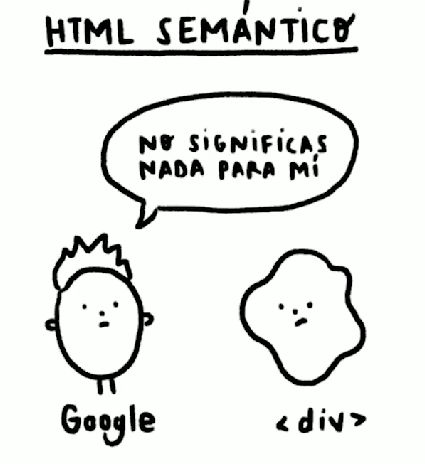 HTML SEMÁNTICO
NO SIGNIFICAS
NADA PARA MÍ
Google
<div>